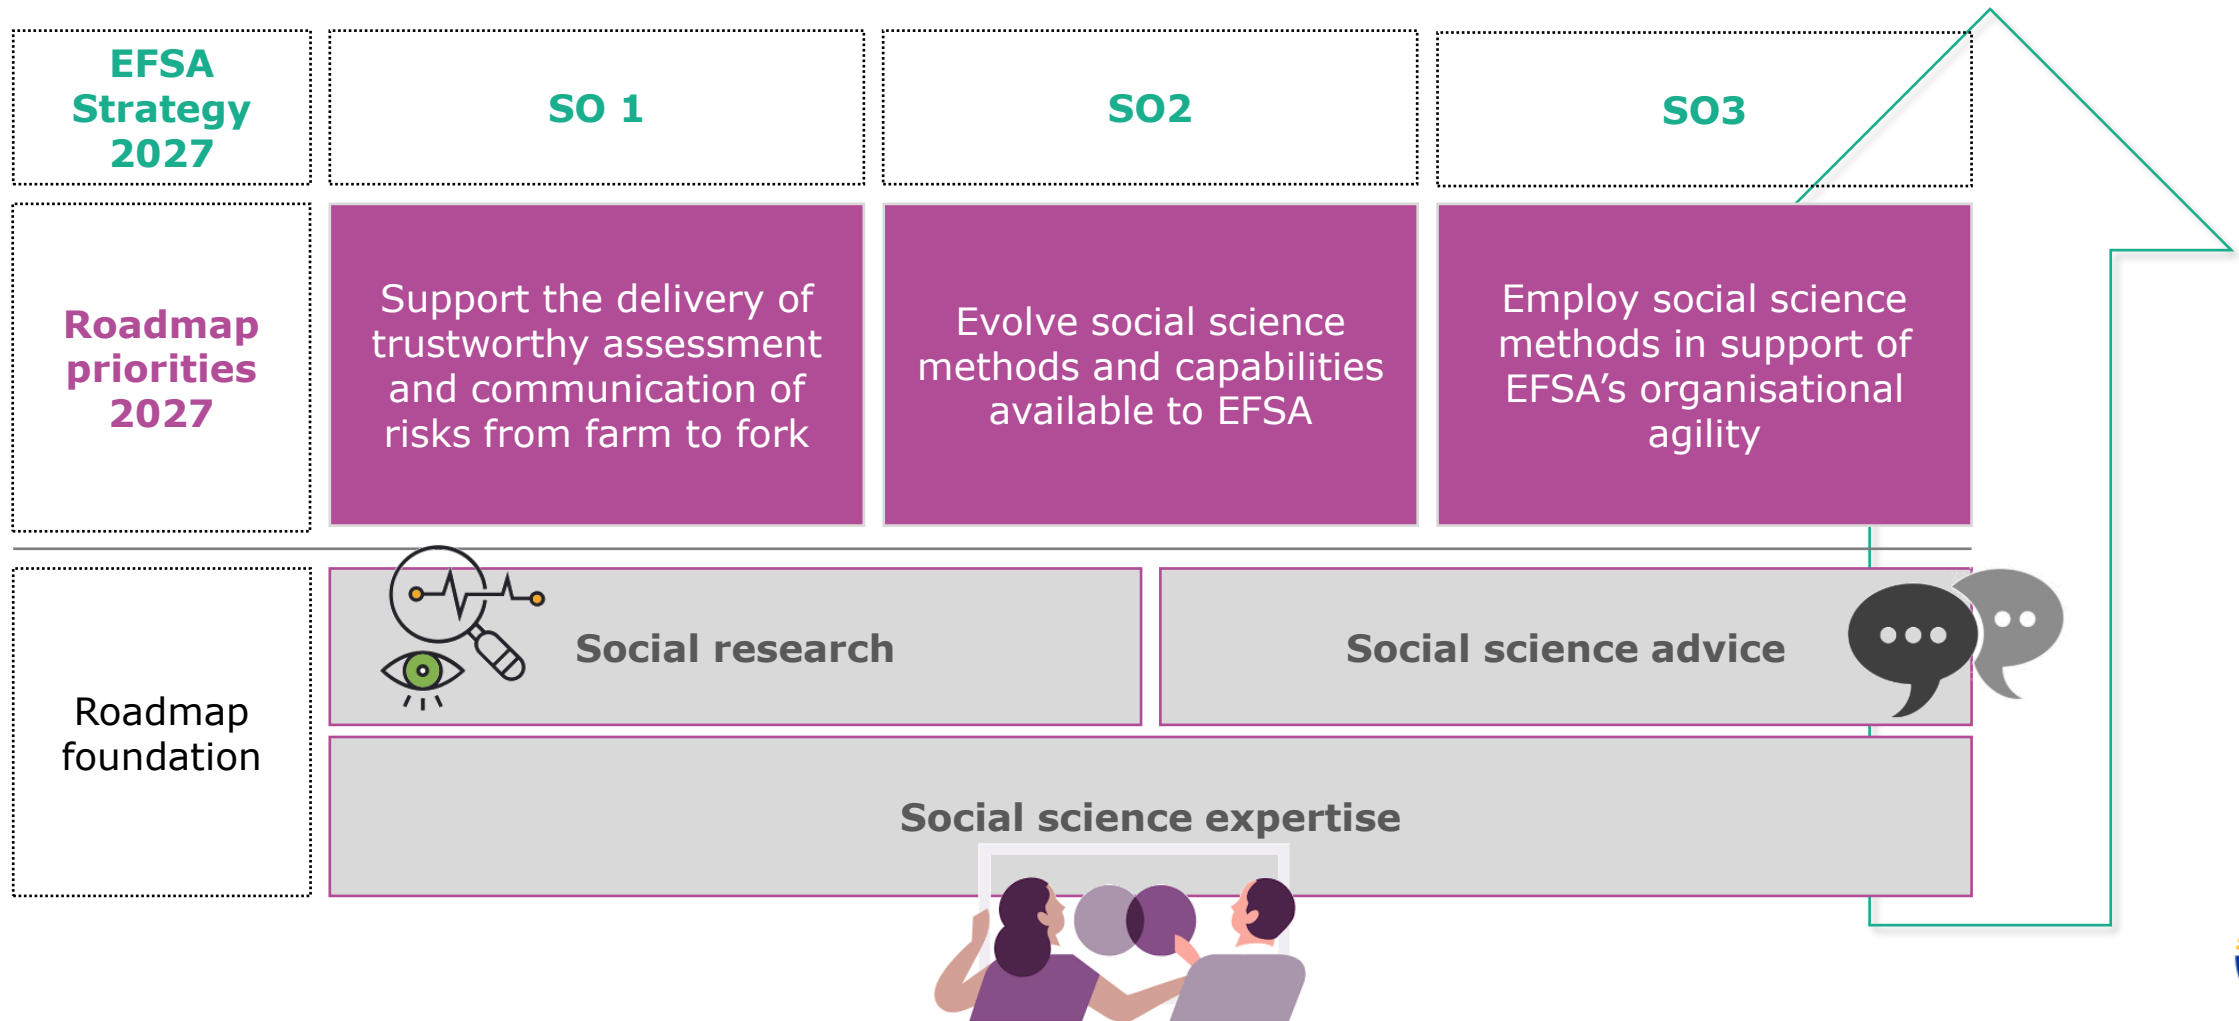 EFSA
Strategy
2027
SO 1
SO2
SO3
Roadmap
priorities
2027
Support the delivery of
trustworthy assessment
and communication of
risks from farm to fork
Evolve social science
methods and capabilities
available to EFSA
Employ social science
methods in support of
EFSA’s organisational
agility
Roadmap
foundation
Social research
Social science advice
Social science expertise